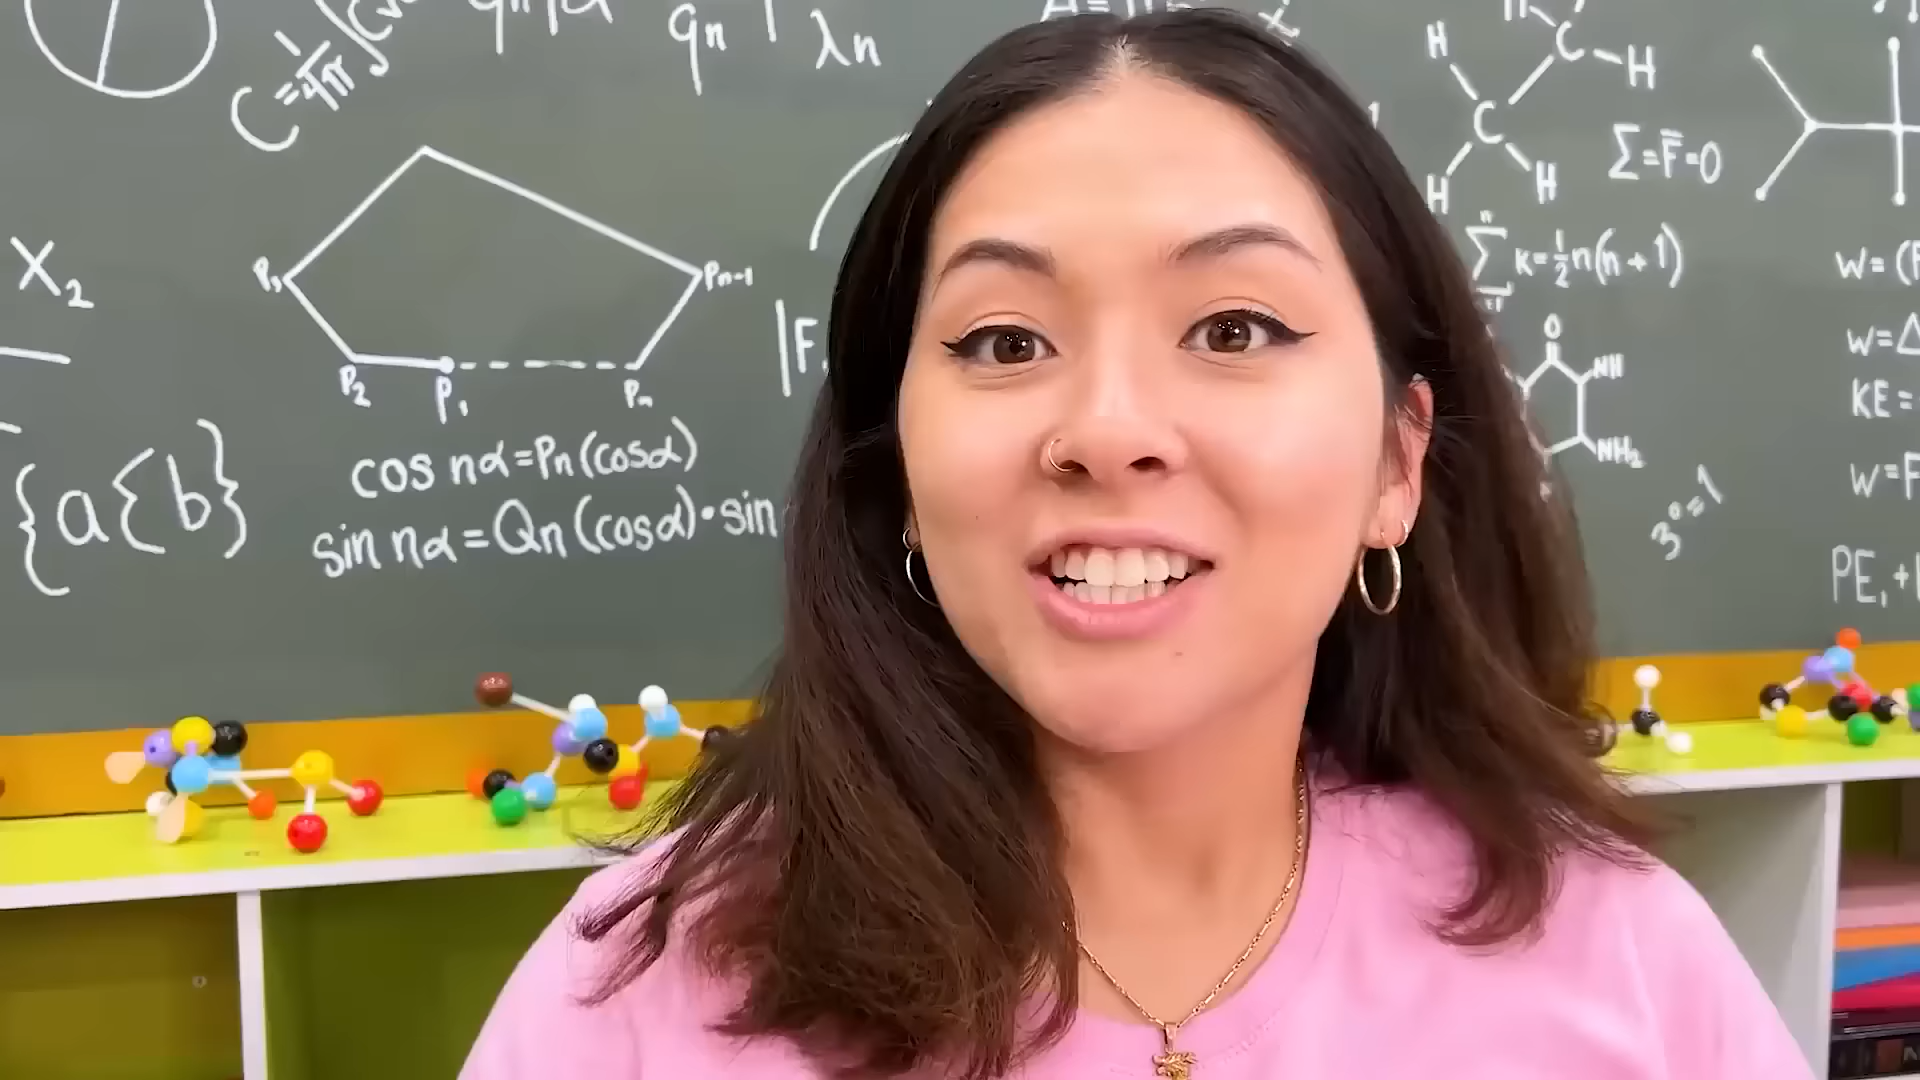 C=1/4π
qn
λn
P3
Pn-1
P2
P1
Pn
X2
{a{b}
cos nα=Pn(cosα)
sin nα=Qn(cosα)•sin
|F
H
C
H
C
H
H
Σ=F̅=0
n
Σ k=½n(n+1)
O
NH
NH2
3°=1
W=(F
W=Δ
KE=
W=F
PE1+